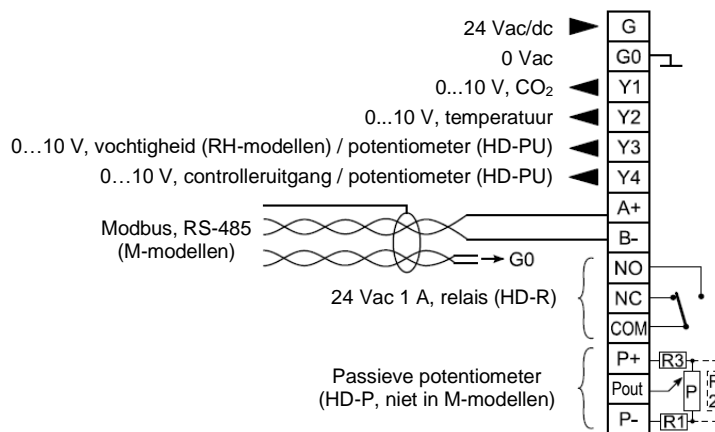 24 Vac/dc G
0 Vac G0
0...10 V, CO₂ Y1
0...10 V, temperatuur Y2
0…10 V, vochtigheid (RH-modellen) / potentiometer (HD-PU) Y3
0…10 V, controlleruitgang / potentiometer (HD-PU) Y4
A+
Modbus, RS-485
(M-modellen)
B-
G0
NO
24 Vac 1 A, relais (HD-R) NC
COM
P+ R3
Passieve potentiometer
(HD-P, niet in M-modellen)
Pout P
P- R1